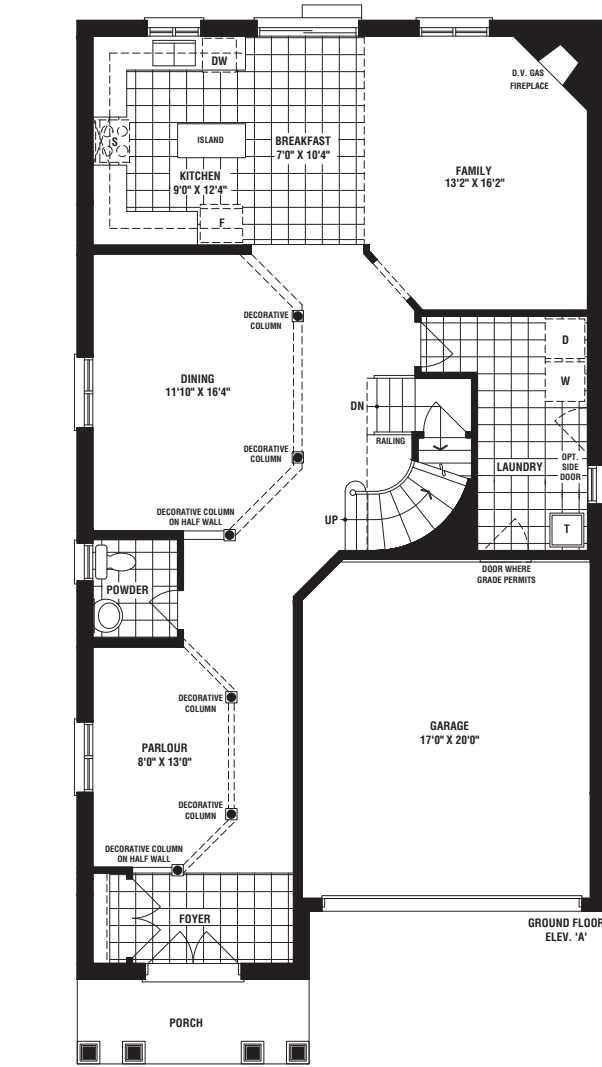 DW
D.V. GAS
FIREPLACE
S
ISLAND
BREAKFAST
7'0" X 10'4"
KITCHEN
9'0" X 12'4"
FAMILY
13'2" X 16'2"
F
DECORATIVE
COLUMN
D
DINING
11'10" X 16'4"
W
DN
RAILING
DECORATIVE
COLUMN
LAUNDRY
OPT.
SIDE
DOOR
DECORATIVE COLUMN
ON HALF WALL
UP
T
DOOR WHERE
GRADE PERMITS
POWDER
DECORATIVE
COLUMN
GARAGE
17'0" X 20'0"
PARLOUR
8'0" X 13'0"
DECORATIVE
COLUMN
DECORATIVE COLUMN
ON HALF WALL
FOYER
GROUND FLOOR
ELEV. 'A'
PORCH